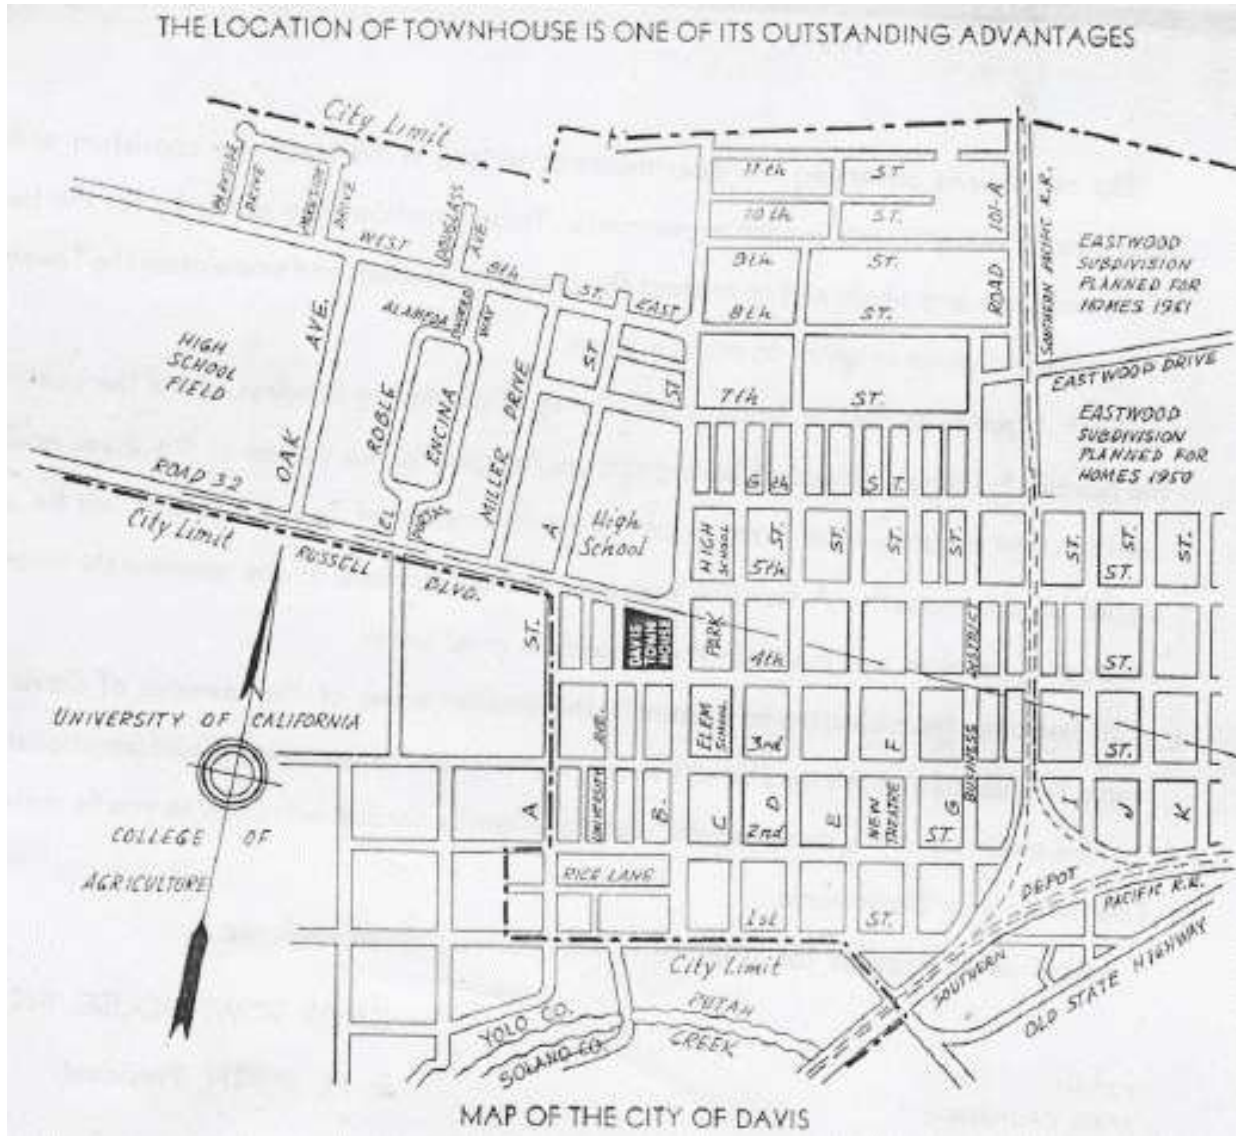 THE LOCATION OF TOWNHOUSE IS ONE OF ITS OUTSTANDING ADVANTAGES
City Limit
PARKSIDE
DRIVE
DRIVE
WEST
8th
ST.
EAST
DOUGLASS
AVE.
11th ST
10th ST.
9th ST.
8th ST.
7th ST.
6th ST.
ROAD 101-A
SOUTHERN PACIFIC R.R.
EASTWOOD
SUBDIVISION
PLANNED FOR
HOMES 1951
EASTWOOD DRIVE
EASTWOOD
SUBDIVISION
PLANNED FOR
HOMES 1950
HIGH
SCHOOL
FIELD
OAK AVE.
ALAMEDA
WAY
EL ROBLE
ENCINA
MILLER DRIVE
A ST
ST
High
School
ROAD 32
City Limit
RUSSELL BLVD.
HIGH
SCHOOL
5th
ST.
ST.
ST.
ST.
ST.
ST.
ST.
ST.
DAVIS
TOWN
HOUSE
PARK
4th
ST.
ST.
ELEM
SCHOOL
3rd
ST.
BUSINESS DISTRICT
UNIVERSITY AVE.
A
B.
C
D
E
F
G
I
J
K
2nd
ST.
NEW
THEATRE
UNIVERSITY OF CALIFORNIA
COLLEGE OF
AGRICULTURE
RICE LANE
1st
ST.
City Limit
DEPOT
SOUTHERN PACIFIC R.R.
OLD STATE HIGHWAY
PUTAH
CREEK
YOLO CO.
SOLANO CO.
MAP OF THE CITY OF DAVIS